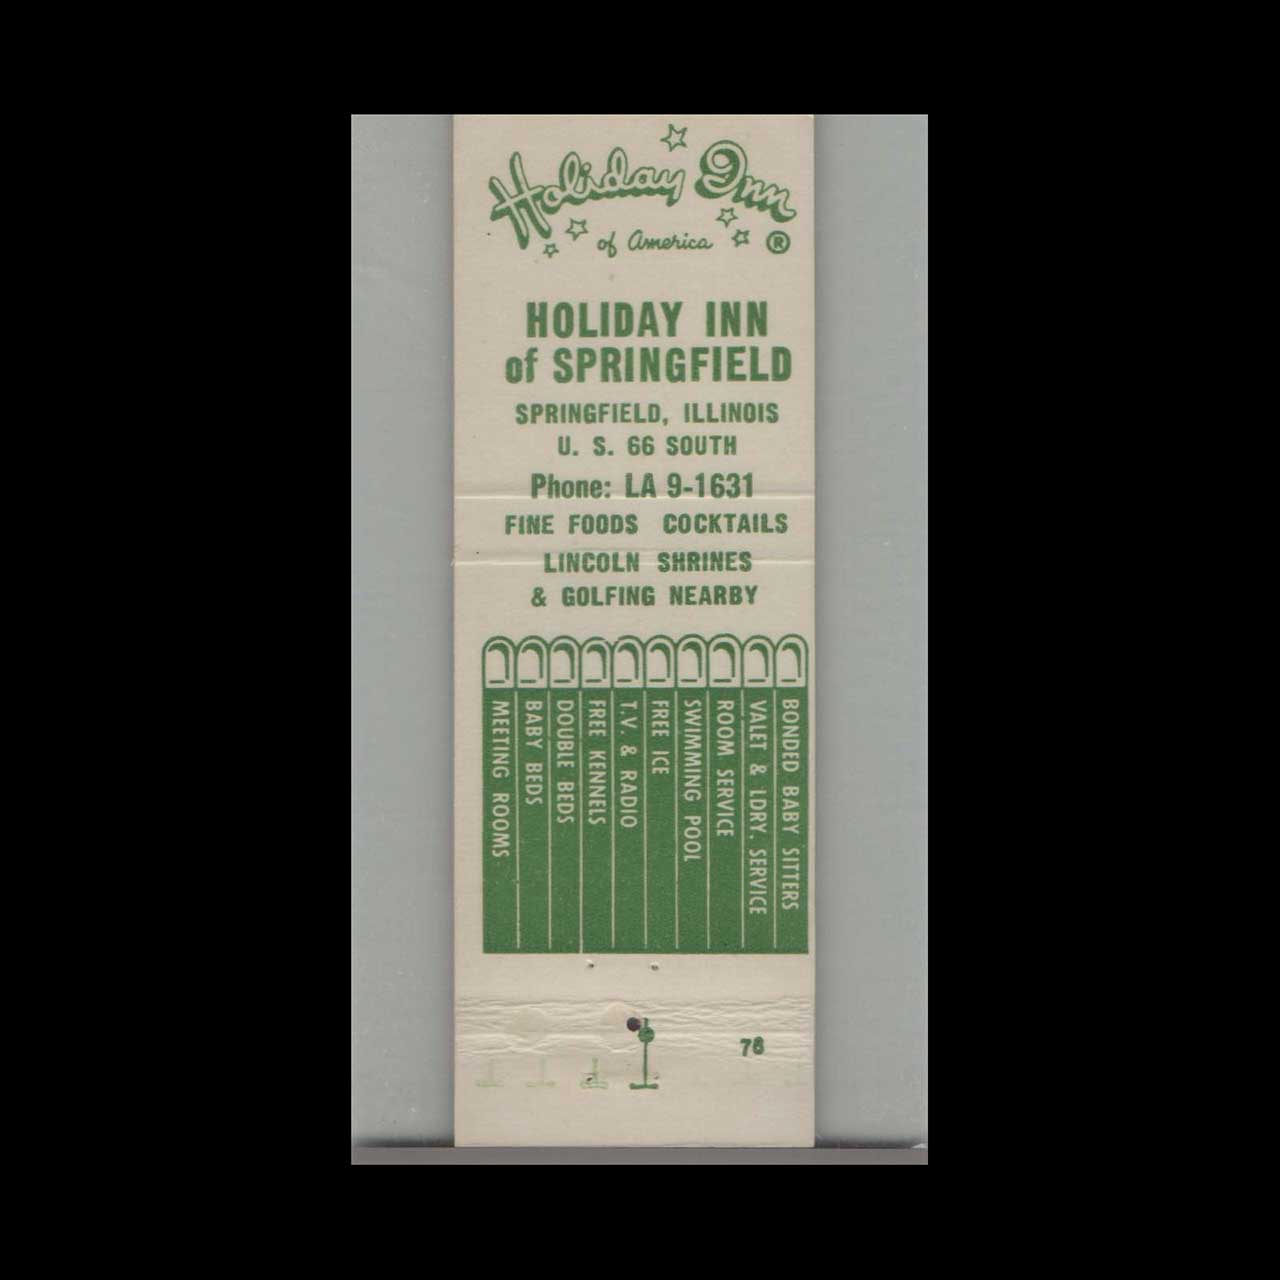 Holiday Inn
of America ®
HOLIDAY INN
of SPRINGFIELD
SPRINGFIELD, ILLINOIS
U. S. 66 SOUTH
Phone: LA 9-1631
FINE FOODS COCKTAILS
LINCOLN SHRINES
& GOLFING NEARBY
MEETING ROOMS
BABY BEDS
DOUBLE BEDS
FREE KENNELS
T.V. & RADIO
FREE ICE
SWIMMING POOL
ROOM SERVICE
VALET & LDRY. SERVICE
BONDED BABY SITTERS